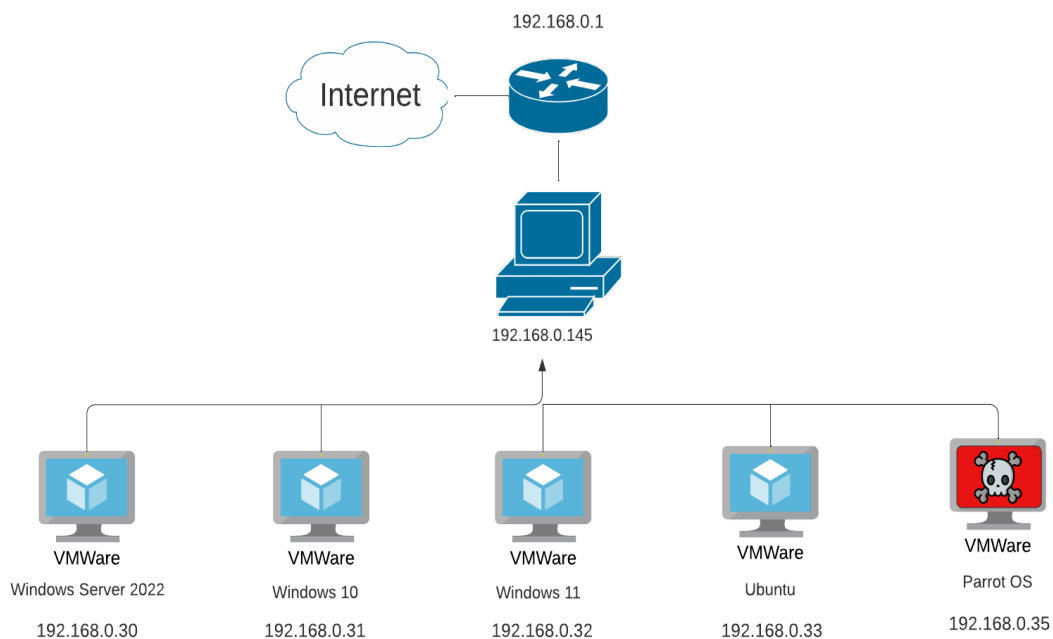 192.168.0.1
Internet
192.168.0.145
VMWare
Windows Server 2022
192.168.0.30
VMWare
Windows 10
192.168.0.31
VMWare
Windows 11
192.168.0.32
VMWare
Ubuntu
192.168.0.33
VMWare
Parrot OS
192.168.0.35